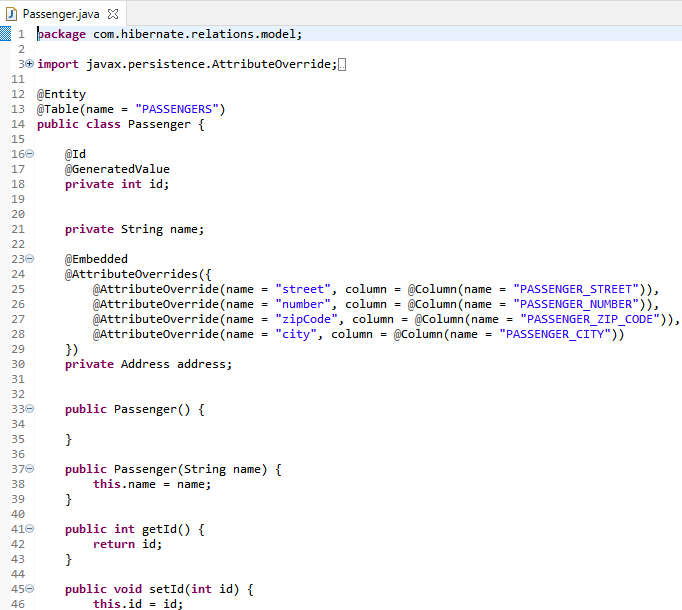 Passenger.java
1 package com.hibernate.relations.model;
2
3 import javax.persistence.AttributeOverride;
11
12 @Entity
13 @Table(name = "PASSENGERS")
14 public class Passenger {
15
16     @Id
17     @GeneratedValue
18     private int id;
19
20
21     private String name;
22
23     @Embedded
24     @AttributeOverrides({
25         @AttributeOverride(name = "street", column = @Column(name = "PASSENGER_STREET")),
26         @AttributeOverride(name = "number", column = @Column(name = "PASSENGER_NUMBER")),
27         @AttributeOverride(name = "zipCode", column = @Column(name = "PASSENGER_ZIP_CODE")),
28         @AttributeOverride(name = "city", column = @Column(name = "PASSENGER_CITY"))
29     })
30     private Address address;
31
32
33     public Passenger() {
34
35     }
36
37     public Passenger(String name) {
38         this.name = name;
39     }
40
41     public int getId() {
42         return id;
43     }
44
45     public void setId(int id) {
46         this.id = id;